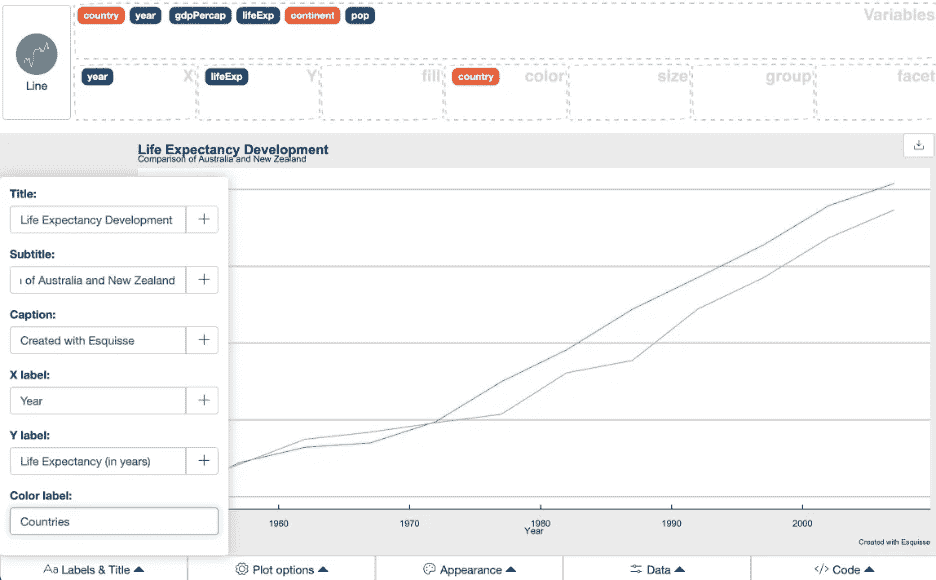 country year gdpPercap lifeExp continent pop Variables
Line
year X lifeExp Y fill country color size group facet
Life Expectancy Development
Comparison of Australia and New Zealand
Title:
Life Expectancy Development
Subtitle:
of Australia and New Zealand
Caption:
Created with Esquisse
X label:
Year
Y label:
Life Expectancy (in years)
Color label:
Countries
1960 1970 1980 1990 2000
Year
Created with Esquisse
Aa Labels & Title Plot options Appearance Data </> Code